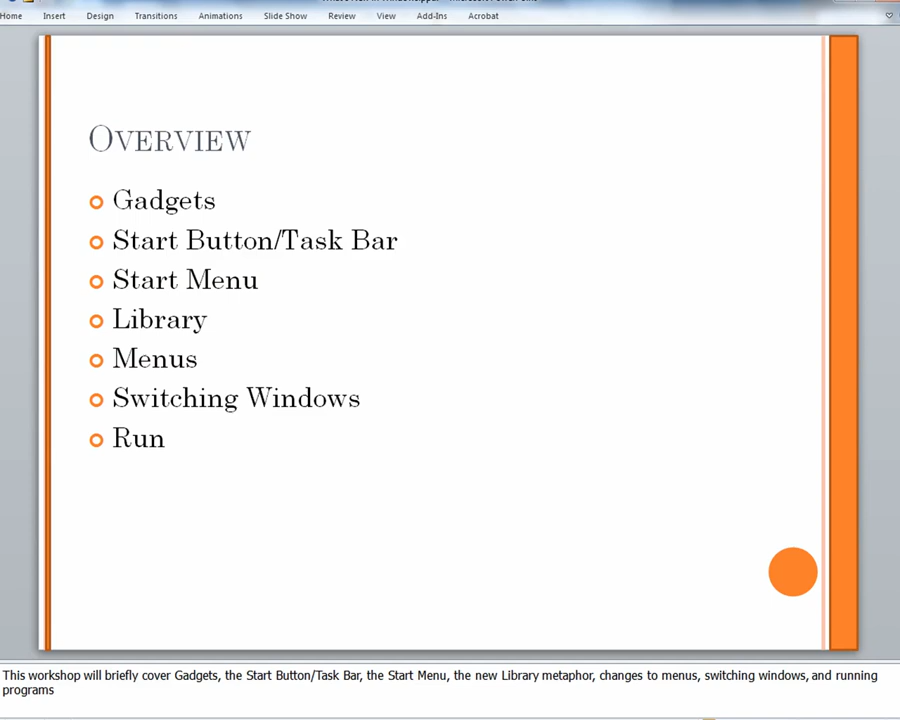 Home Insert Design Transitions Animations Slide Show Review View Add-Ins Acrobat
OVERVIEW
Gadgets
Start Button/Task Bar
Start Menu
Library
Menus
Switching Windows
Run
This workshop will briefly cover Gadgets, the Start Button/Task Bar, the Start Menu, the new Library metaphor, changes to menus, switching windows, and running
programs